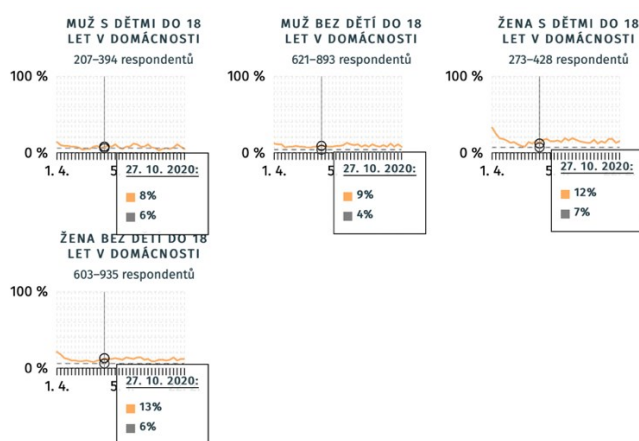 MUŽ S DĚTMI DO 18
LET V DOMÁCNOSTI
207–394 respondentů
100 %
0 %
1. 4.
5
27. 10. 2020:
8%
6%
MUŽ BEZ DĚTÍ DO 18
LET V DOMÁCNOSTI
621–893 respondentů
100 %
0 %
1. 4.
5
27. 10. 2020:
9%
4%
ŽENA S DĚTMI DO 18
LET V DOMÁCNOSTI
273–428 respondentů
100 %
0 %
1. 4.
5
27. 10. 2020:
12%
7%
ŽENA BEZ DĚTÍ DO 18
LET V DOMÁCNOSTI
603–935 respondentů
100 %
0 %
1. 4.
5
27. 10. 2020:
13%
6%